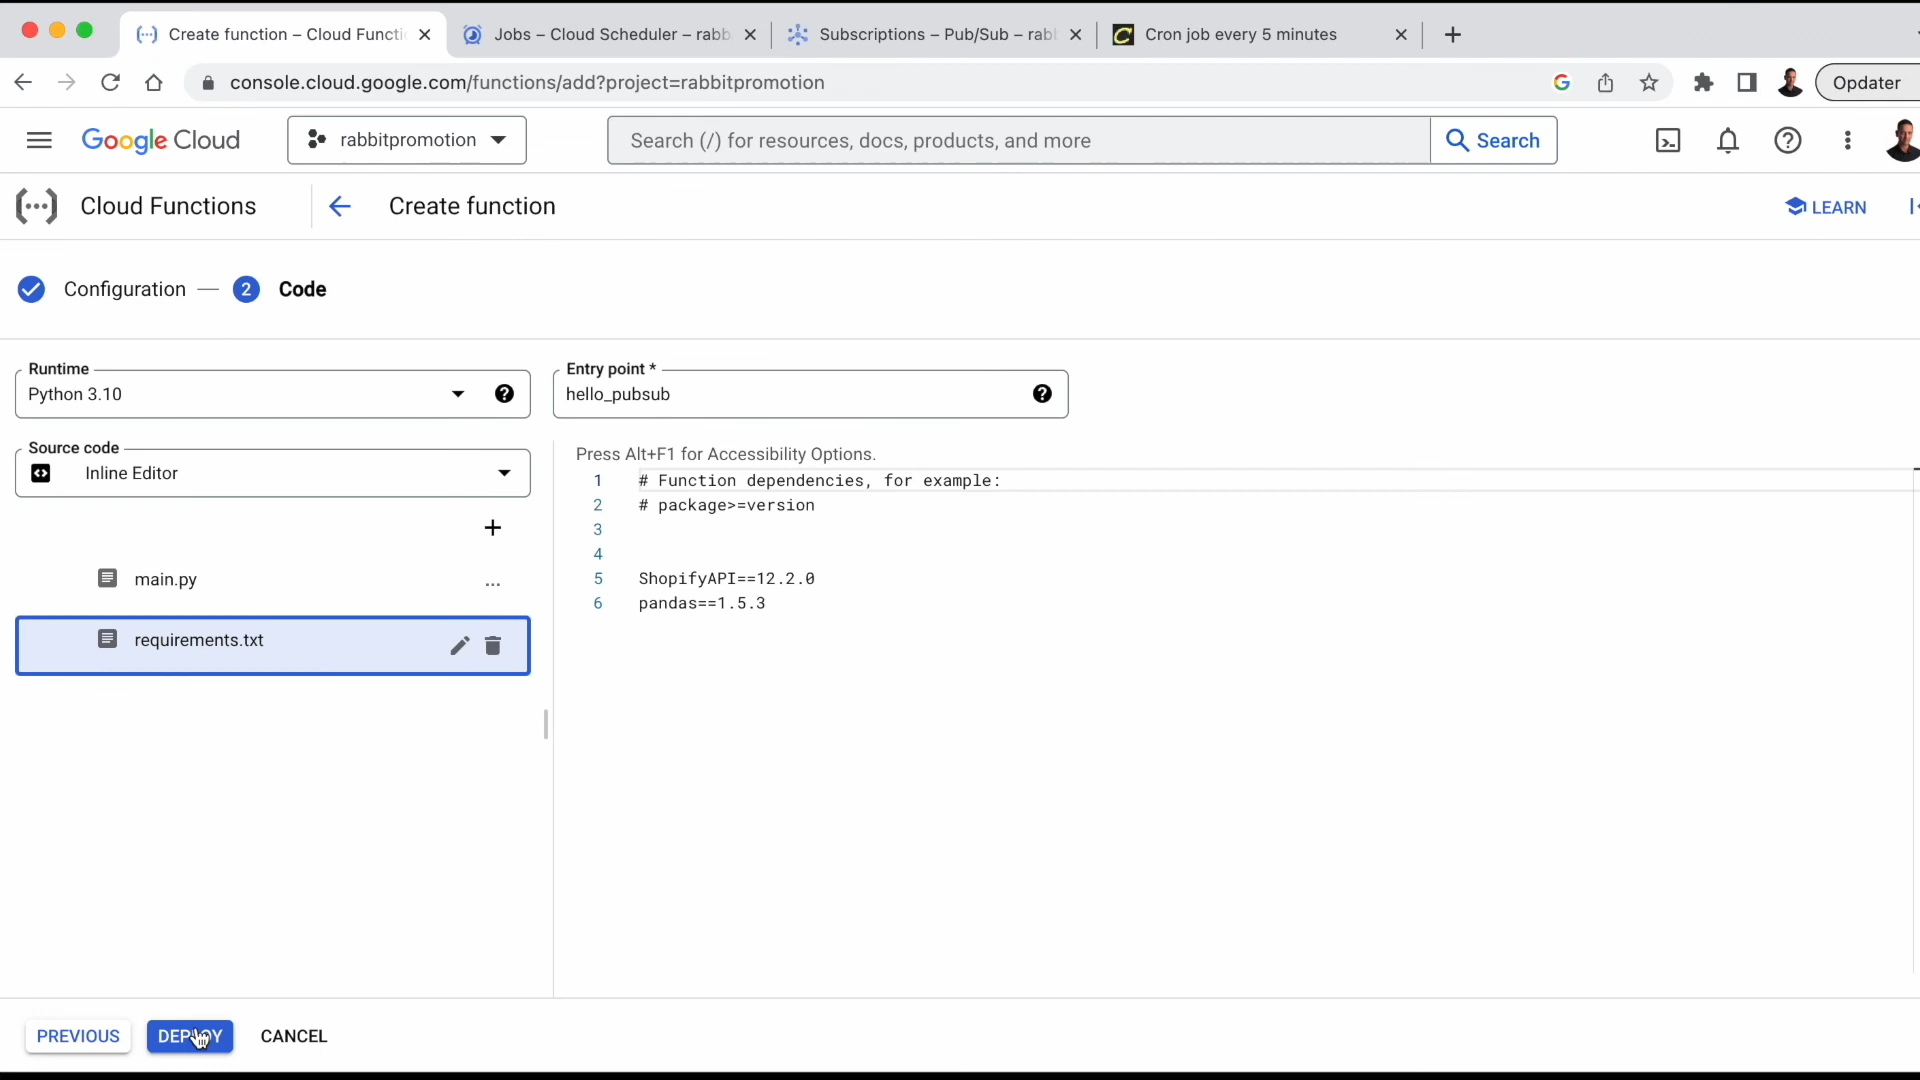 Create function – Cloud Functi
Jobs – Cloud Scheduler – rabb
Subscriptions – Pub/Sub – rab
Cron job every 5 minutes
console.cloud.google.com/functions/add?project=rabbitpromotion
Opdater
Google Cloud
rabbitpromotion
Search (/) for resources, docs, products, and more
Search
Cloud Functions
Create function
LEARN
Configuration — 2 Code
Runtime
Python 3.10
Entry point *
hello_pubsub
Source code
Inline Editor
main.py
...
requirements.txt
Press Alt+F1 for Accessibility Options.
1 # Function dependencies, for example:
2 # package>=version
3
4
5 ShopifyAPI==12.2.0
6 pandas==1.5.3
PREVIOUS
DEPLOY
CANCEL